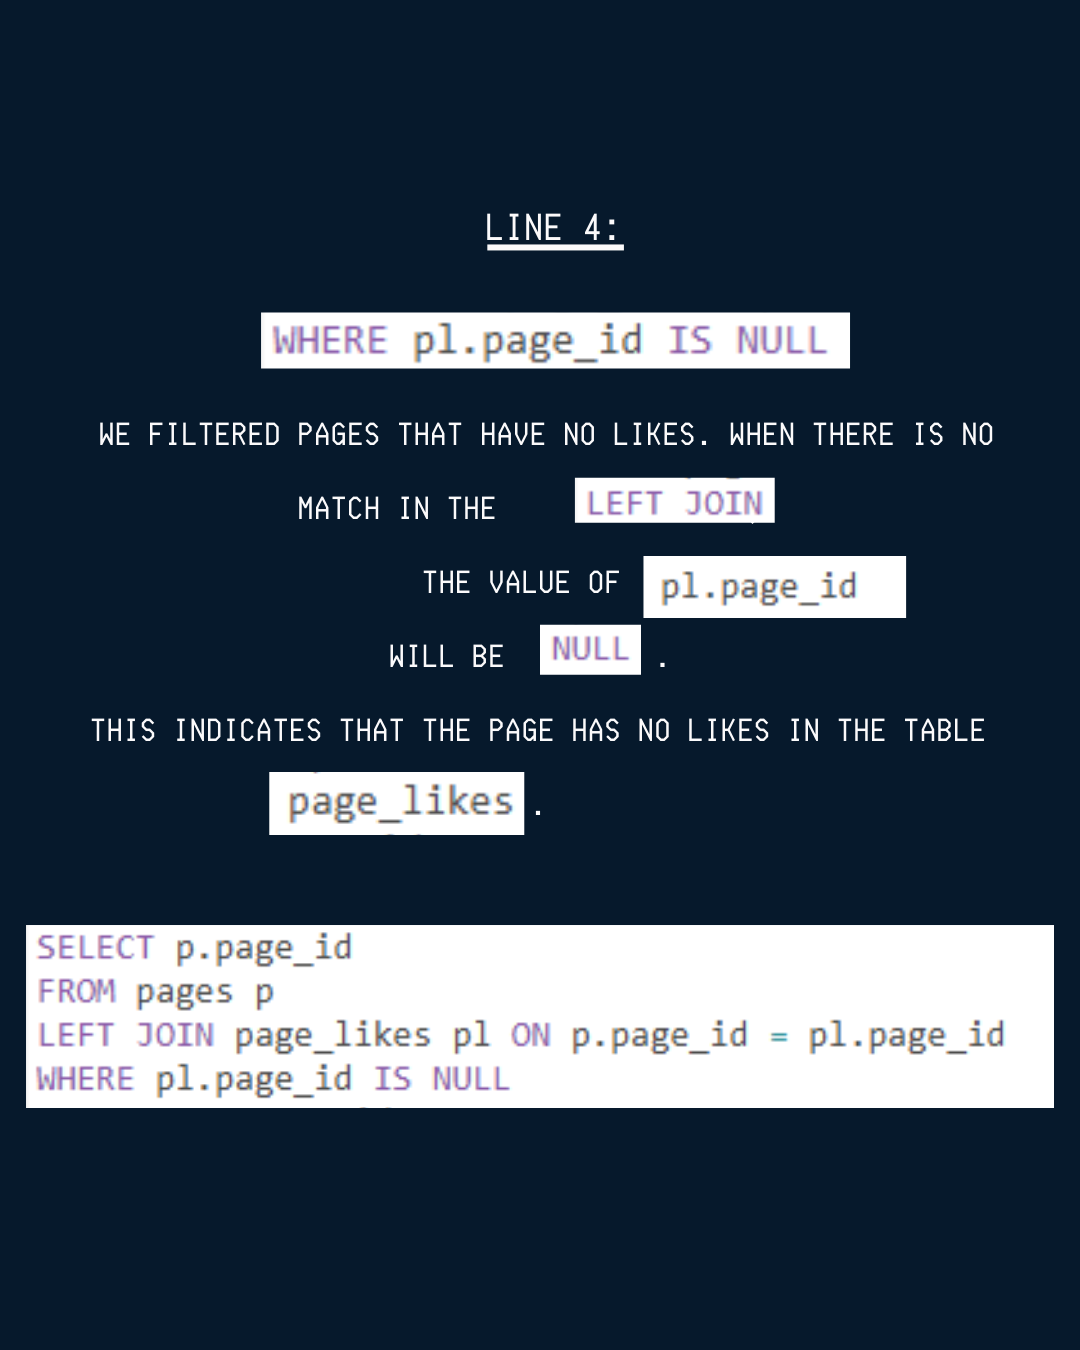 LINE 4:
WHERE pl.page_id IS NULL
WE FILTERED PAGES THAT HAVE NO LIKES. WHEN THERE IS NO
MATCH IN THE LEFT JOIN
THE VALUE OF pl.page_id
WILL BE NULL .
THIS INDICATES THAT THE PAGE HAS NO LIKES IN THE TABLE
page_likes .
SELECT p.page_id
FROM pages p
LEFT JOIN page_likes pl ON p.page_id = pl.page_id
WHERE pl.page_id IS NULL